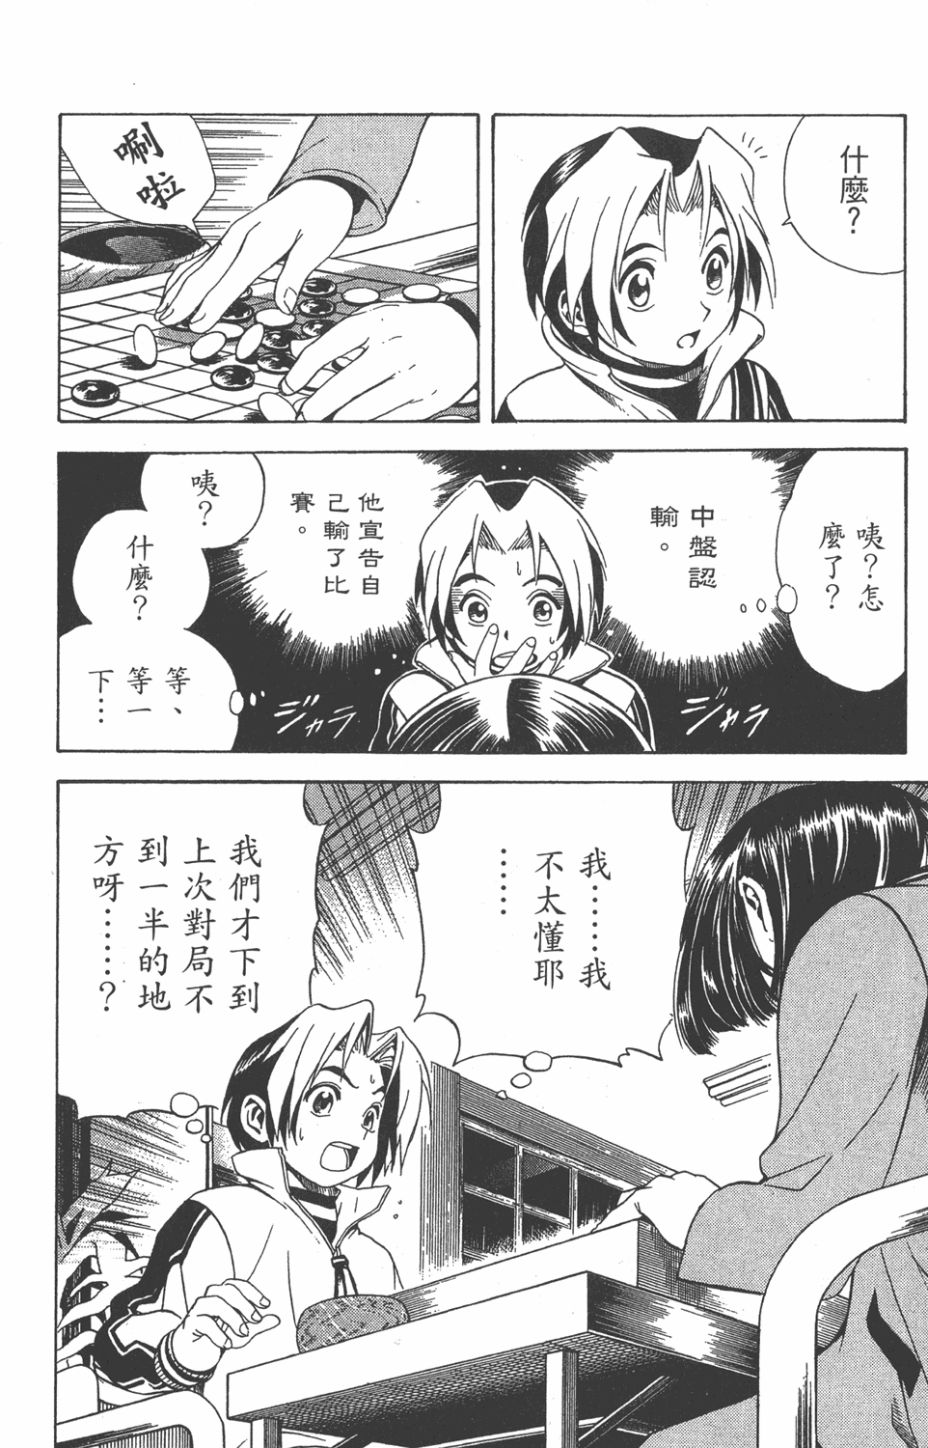 什麼？
唰
啦
咦？怎
麼了？
中盤認
輸。
ジャラ
他宣告自
己輸了比
賽。
ジャラ
咦？
什麼？
等、
等一
下…
我……我
不太懂耶
……
我們才下到
上次對局不
到一半的地
方呀………？